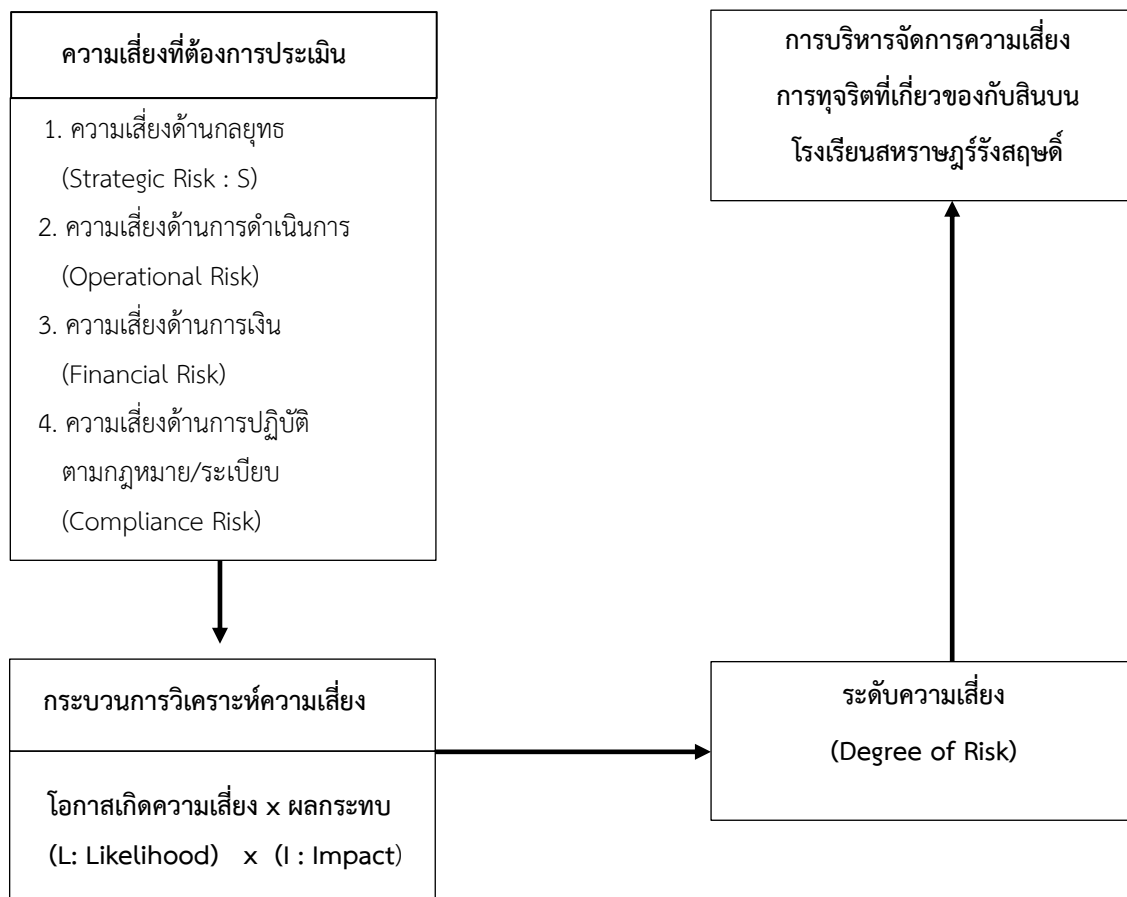 ความเสี่ยงที่ต้องการประเมิน
1. ความเสี่ยงด้านกลยุทธ
(Strategic Risk : S)
2. ความเสี่ยงด้านการดำเนินการ
(Operational Risk)
3. ความเสี่ยงด้านการเงิน
(Financial Risk)
4. ความเสี่ยงด้านการปฏิบัติ
ตามกฎหมาย/ระเบียบ
(Compliance Risk)
กระบวนการวิเคราะห์ความเสี่ยง
โอกาสเกิดความเสี่ยง x ผลกระทบ
(L: Likelihood) x (I : Impact)
ระดับความเสี่ยง
(Degree of Risk)
การบริหารจัดการความเสี่ยง
การทุจริตที่เกี่ยวของกับสินบน
โรงเรียนสหราษฎร์รังสฤษดิ์